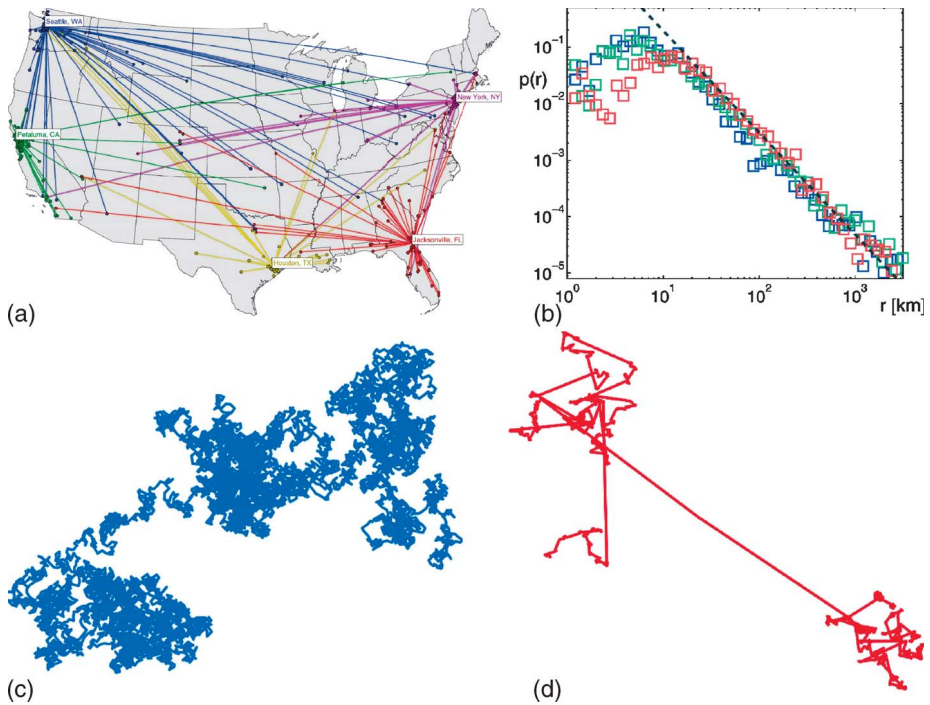 Seattle, WA
New York, NY
Petaluma, CA
Jacksonville, FL
Houston, TX
(a)
p(r)
10⁻¹
10⁻²
10⁻³
10⁻⁴
10⁻⁵
10⁰
10¹
10²
10³
r [km]
(b)
(c)
(d)